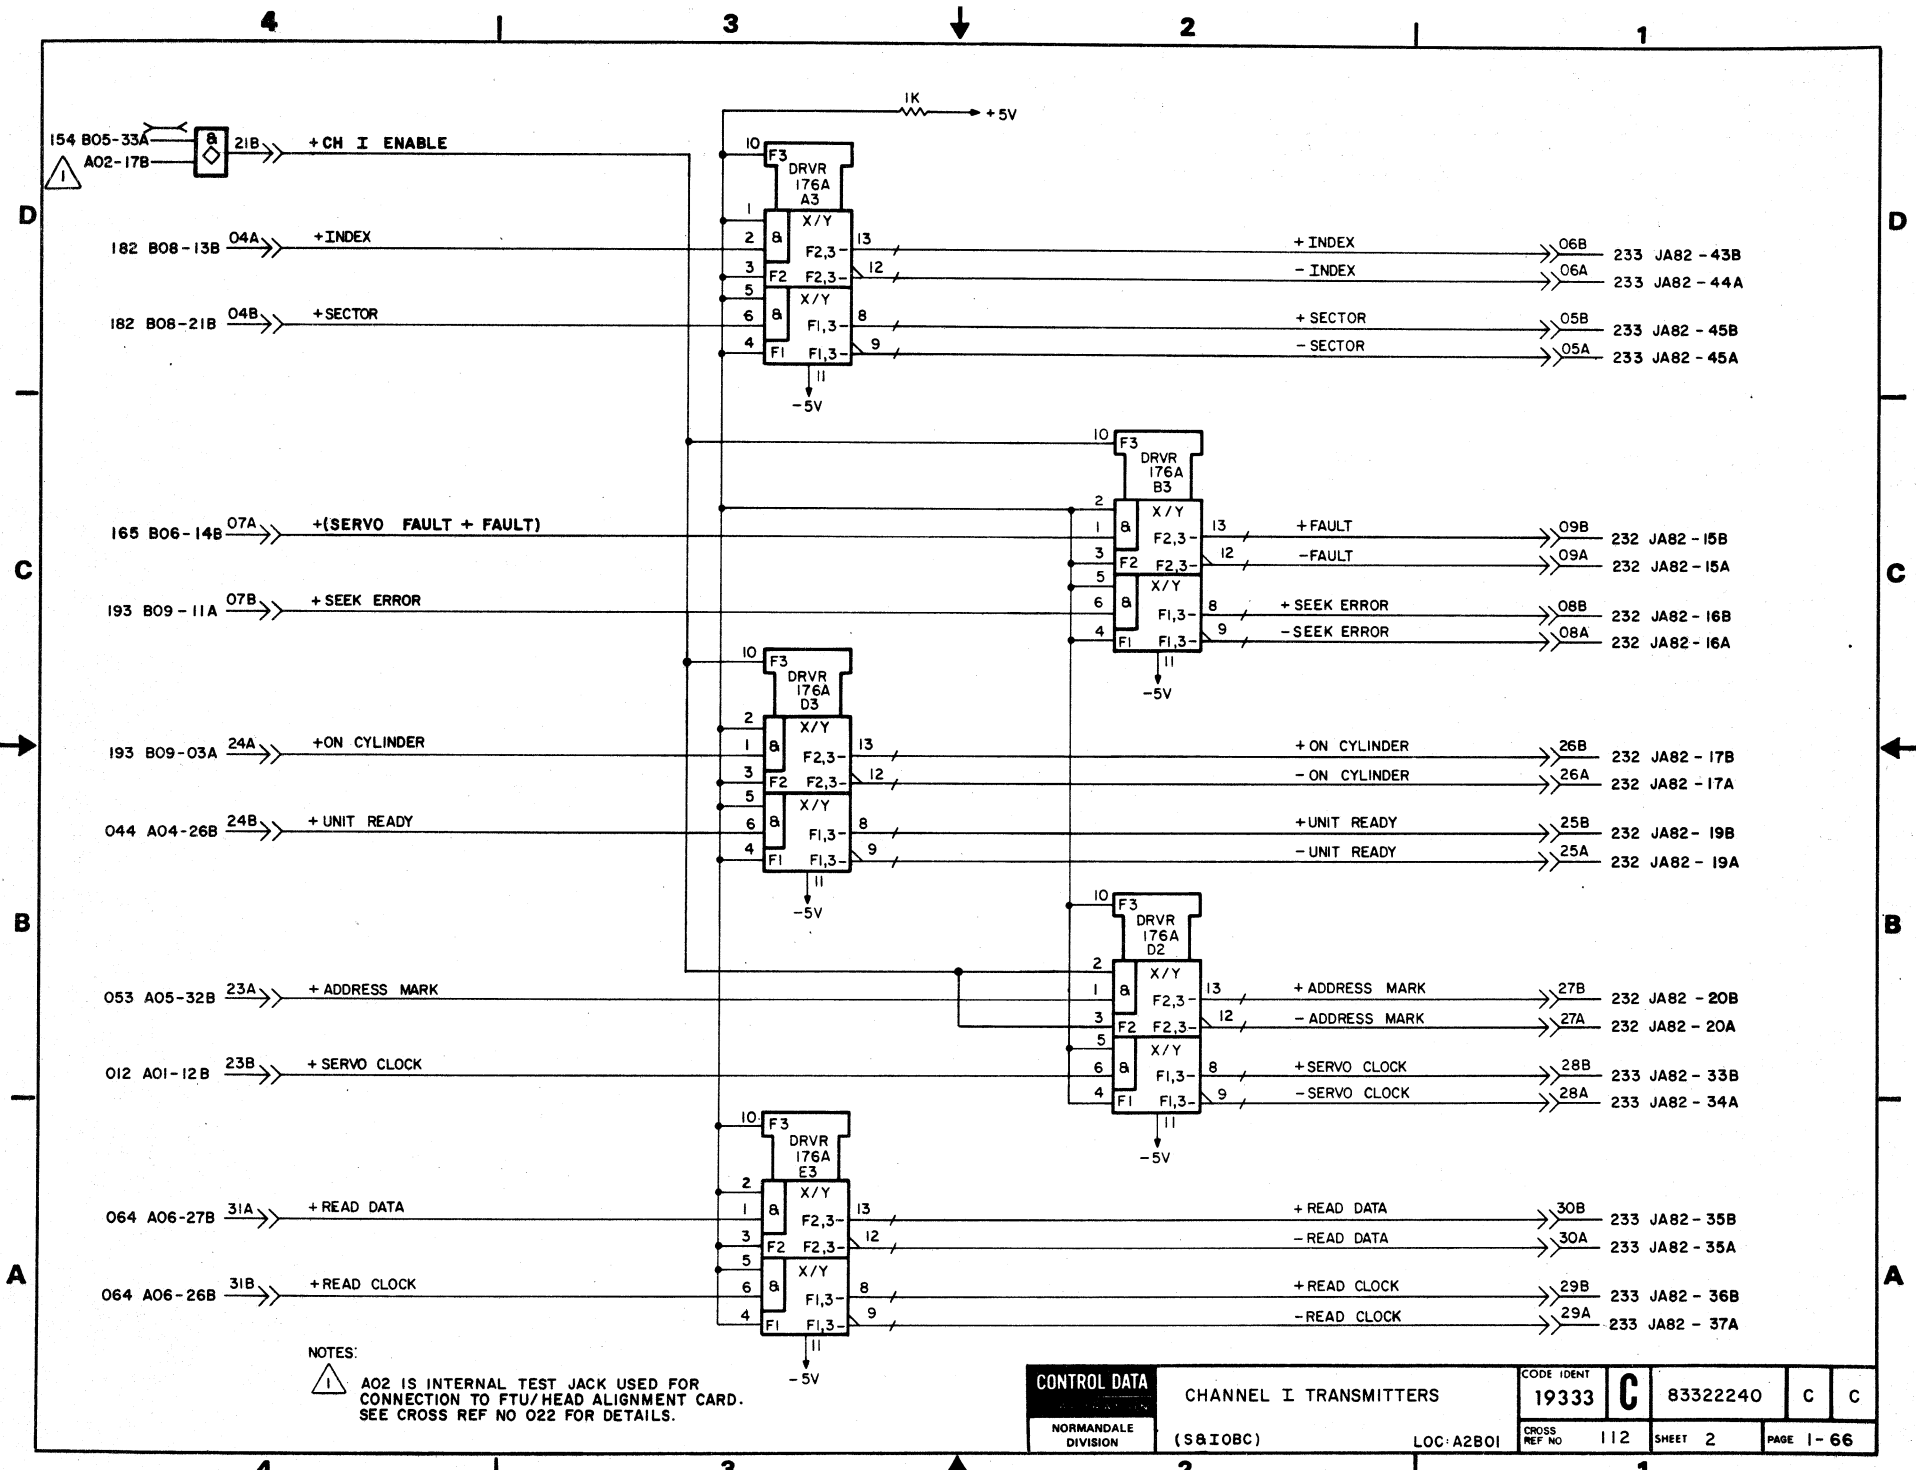 4 3 2 1
1K
+5V
154 B05-33A
& 21B +CH I ENABLE
A02-17B
1
10 F3
DRVR
176A
A3
D D
1 X/Y
182 B08-13B 04A +INDEX 2 & F2,3 13 +INDEX 06B 233 JA82-43B
3 F2 F2,3 12 -INDEX 06A 233 JA82-44A
5 X/Y
182 B08-21B 04B +SECTOR 6 & F1,3 8 +SECTOR 05B 233 JA82-45B
4 F1 F1,3 9 -SECTOR 05A 233 JA82-45A
11
-5V
10 F3
DRVR
176A
B3
2 X/Y
165 B06-14B 07A +(SERVO FAULT + FAULT) 1 & F2,3 13 +FAULT 09B 232 JA82-15B
3 F2 F2,3 12 -FAULT 09A 232 JA82-15A
C C
5 X/Y
193 B09-11A 07B +SEEK ERROR 6 & F1,3 8 +SEEK ERROR 08B 232 JA82-16B
4 F1 F1,3 9 -SEEK ERROR 08A 232 JA82-16A
11
-5V
10 F3
DRVR
176A
D3
2 X/Y
193 B09-03A 24A +ON CYLINDER 1 & F2,3 13 +ON CYLINDER 26B 232 JA82-17B
3 F2 F2,3 12 -ON CYLINDER 26A 232 JA82-17A
5 X/Y
044 A04-26B 24B +UNIT READY 6 & F1,3 8 +UNIT READY 25B 232 JA82-19B
4 F1 F1,3 9 -UNIT READY 25A 232 JA82-19A
11
-5V
10 F3
DRVR
176A
D2
B B
2 X/Y
053 A05-32B 23A +ADDRESS MARK 1 & F2,3 13 +ADDRESS MARK 27B 232 JA82-20B
3 F2 F2,3 12 -ADDRESS MARK 27A 232 JA82-20A
5 X/Y
012 A01-12B 23B +SERVO CLOCK 6 & F1,3 8 +SERVO CLOCK 28B 233 JA82-33B
4 F1 F1,3 9 -SERVO CLOCK 28A 233 JA82-34A
11
-5V
10 F3
DRVR
176A
E3
2 X/Y
064 A06-27B 31A +READ DATA 1 & F2,3 13 +READ DATA 30B 233 JA82-35B
3 F2 F2,3 12 -READ DATA 30A 233 JA82-35A
A A
5 X/Y
064 A06-26B 31B +READ CLOCK 6 & F1,3 8 +READ CLOCK 29B 233 JA82-36B
4 F1 F1,3 9 -READ CLOCK 29A 233 JA82-37A
11
-5V
NOTES:
1 A02 IS INTERNAL TEST JACK USED FOR
CONNECTION TO FTU/HEAD ALIGNMENT CARD.
SEE CROSS REF NO 022 FOR DETAILS.
CONTROL DATA
NORMANDALE
DIVISION
CHANNEL I TRANSMITTERS
(S&IOBC) LOC:A2B01
CODE IDENT
19333 C 83322240 C C
CROSS
REF NO 112 SHEET 2 PAGE 1-66
4 3 2 1